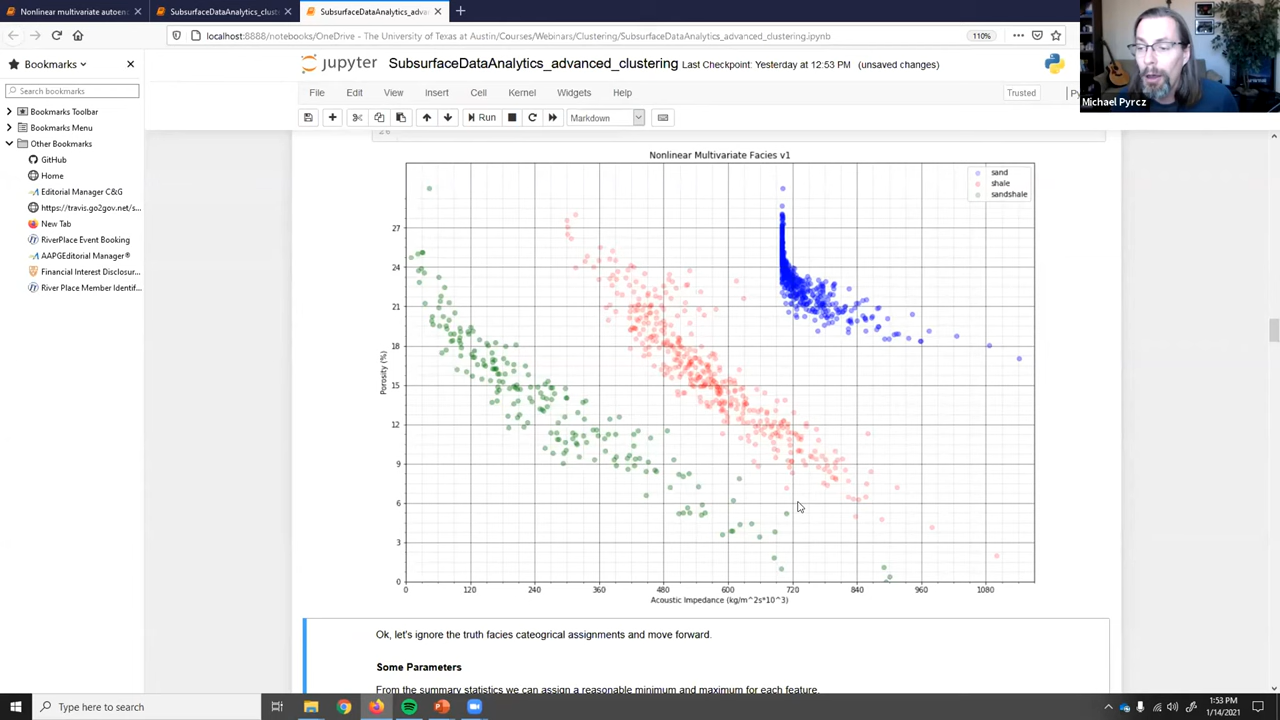 Nonlinear multivariate autoen
SubsurfaceDataAnalytics_clust
SubsurfaceDataAnalytics_adva
localhost:8888/notebooks/OneDrive - The University of Texas at Austin/Courses/Webinars/Clustering/SubsurfaceDataAnalytics_advanced_clustering.ipynb
110%
Bookmarks
Search bookmarks
Bookmarks Toolbar
Bookmarks Menu
Other Bookmarks
GitHub
Home
Editorial Manager C&G
https://travis.go2gov.net/s...
New Tab
RiverPlace Event Booking
AAPGEditorial Manager®
Financial Interest Disclosur...
River Place Member Identif...
jupyter SubsurfaceDataAnalytics_advanced_clustering Last Checkpoint: Yesterday at 12:53 PM (unsaved changes)
File Edit View Insert Cell Kernel Widgets Help
Trusted
Run
Markdown
Michael Pyrcz
Nonlinear Multivariate Facies v1
sand
shale
sandshale
27
24
21
18
15
12
9
6
3
0
Porosity (%)
0 120 240 360 480 600 720 840 960 1080
Acoustic Impedance (kg/m^2s*10^3)
Ok, let's ignore the truth facies cateogrical assignments and move forward.
Some Parameters
From the summary statistics we can assign a reasonable minimum and maximum for each feature.
Type here to search
1:53 PM
1/14/2021